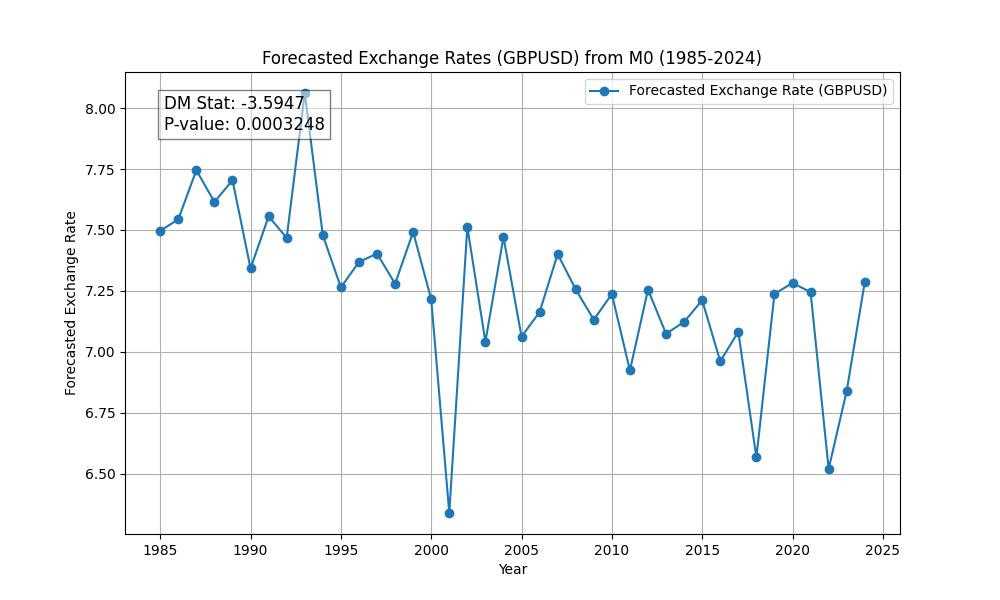 Forecasted Exchange Rates (GBPUSD) from M0 (1985-2024)
DM Stat: -3.5947
P-value: 0.0003248
Forecasted Exchange Rate (GBPUSD)
Forecasted Exchange Rate
8.00
7.75
7.50
7.25
7.00
6.75
6.50
1985 1990 1995 2000 2005 2010 2015 2020 2025
Year